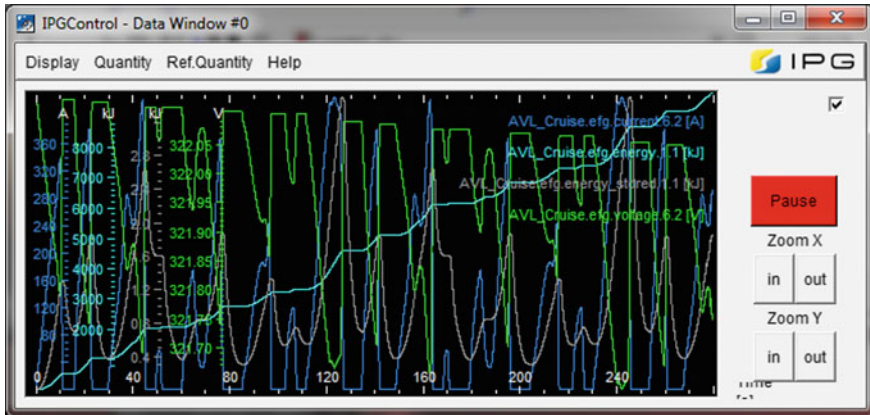 IPGControl - Data Window #0
Display Quantity Ref.Quantity Help
IPG
A kJ kJ V
AVL_Cruise.efg.current.6.2 [A]
AVL_Cruise.efg.energy.1.1 [kJ]
AVL_Cruise.efg.energy_stored.1.1 [kJ]
AVL_Cruise.efg.voltage.6.2 [V]
360
320
280
240
200
160
120
80
8000
7000
6000
5000
4000
3000
2000
2.8
1.6
1.2
0.8
0.4
322.05
322.00
321.95
321.90
321.85
321.80
321.75
321.70
0 40 80 120 160 200 240
Pause
Zoom X
in out
Zoom Y
in out
Time